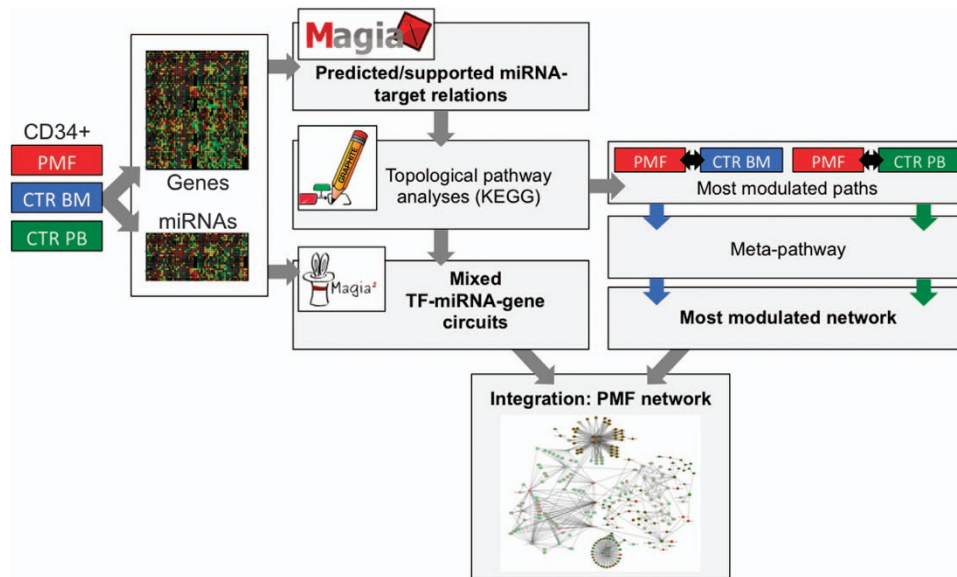 CD34+
PMF
CTR BM
CTR PB
Genes
miRNAs
Magia
Predicted/supported miRNA-
target relations
GRAPHITE
Topological pathway
analyses (KEGG)
Magia²
Mixed
TF-miRNA-gene
circuits
PMF CTR BM PMF CTR PB
Most modulated paths
Meta-pathway
Most modulated network
Integration: PMF network